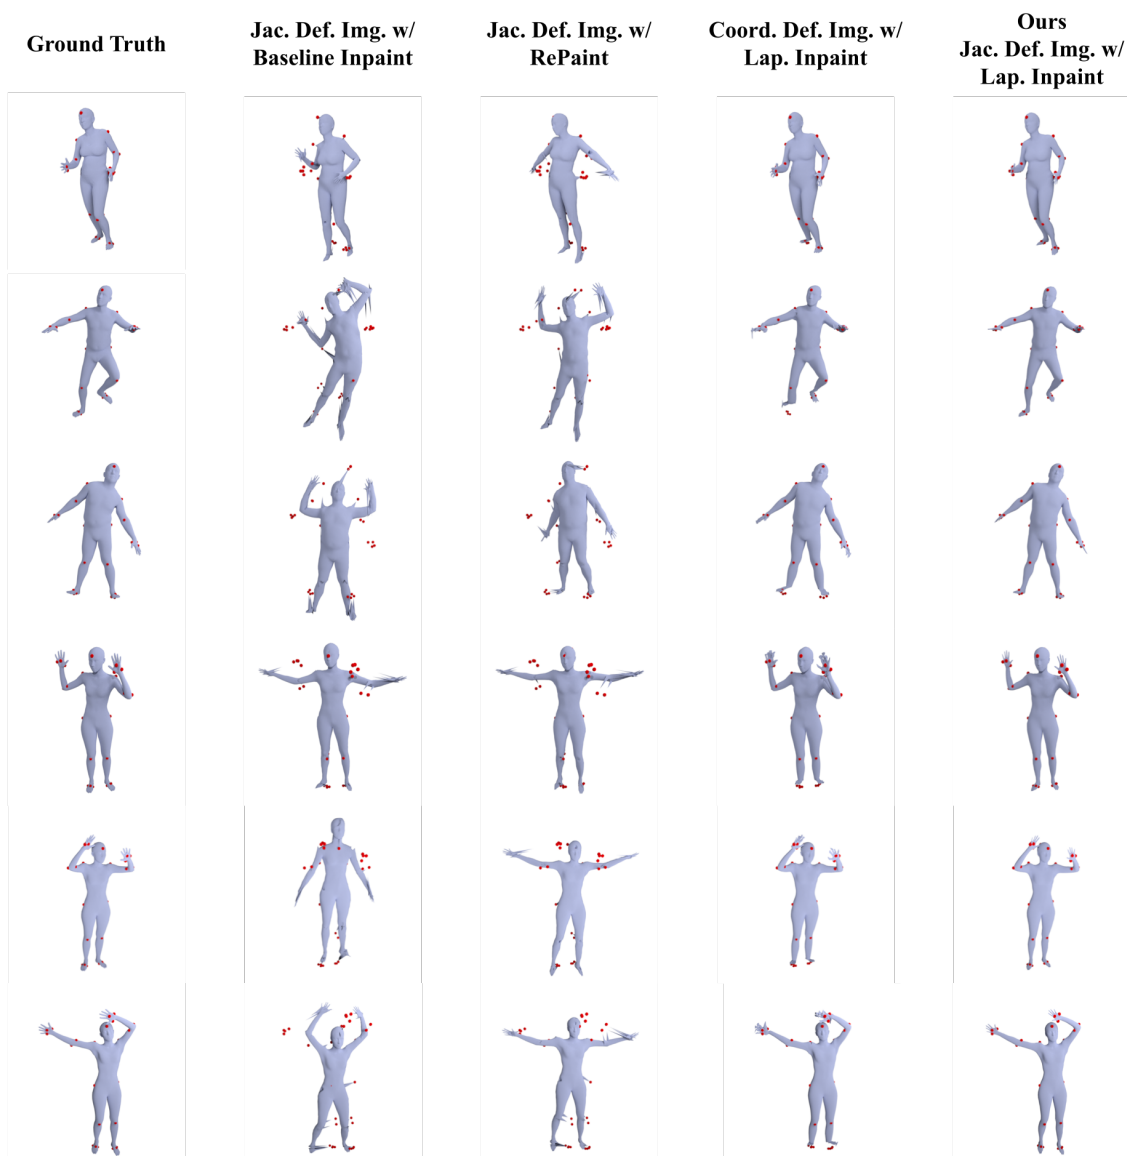 Ground Truth
Jac. Def. Img. w/
Baseline Inpaint
Jac. Def. Img. w/
RePaint
Coord. Def. Img. w/
Lap. Inpaint
Ours
Jac. Def. Img. w/
Lap. Inpaint